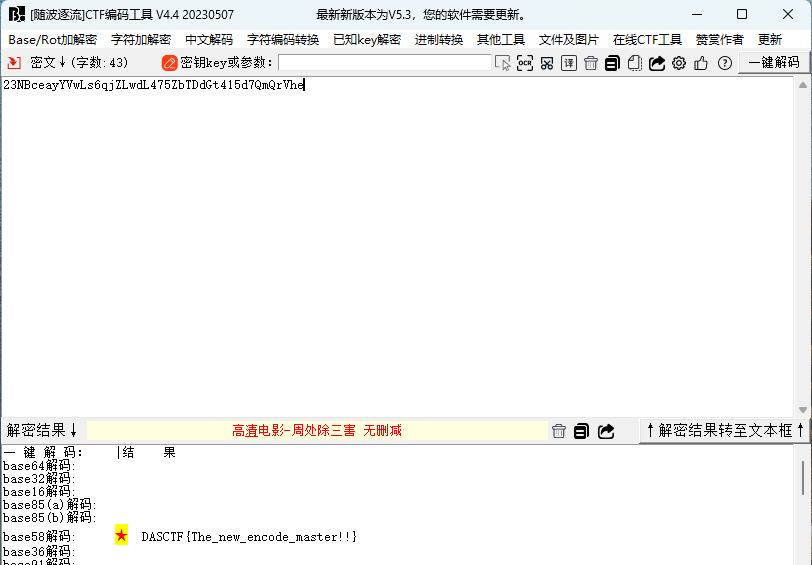 [随波逐流]CTF编码工具 V4.4 20230507 最新新版本为V5.3，您的软件需要更新。
Base/Rot加解密 字符加解密 中文解码 字符编码转换 已知key解密 进制转换 其他工具 文件及图片 在线CTF工具 赞赏作者 更新
密文↓(字数:43) 密钥key或参数: OCR 译 一键解码
23NBceayYVwLs6qjZLwdL475ZbTDdGt415d7QmQrVhe
解密结果↓ 高清电影-周处除三害 无删减 ↑解密结果转至文本框↑
一 键 解 码: |结 果
base64解码:
base32解码:
base16解码:
base85(a)解码:
base85(b)解码:
base58解码: ★ DASCTF{The_new_encode_master!!}
base36解码:
base91解码: